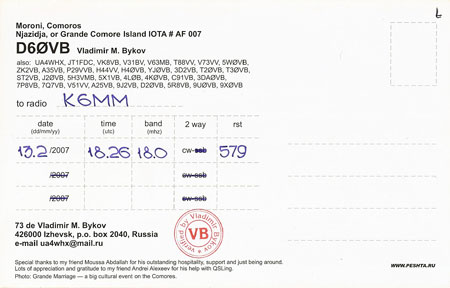 Moroni, Comoros
Njazidja, or Grande Comore Island IOTA # AF 007
D6ØVB Vladimir M. Bykov
also: UA4WHX, JT1FDC, VK8VB, V31BV, V63MB, T88VV, V73VV, 5WØVB,
ZK2VB, A35VB, P29VVB, H44VV, H4ØVB, YJØVB, 3D2VB, T2ØVB, T3ØVB,
ST2VB, J2ØVB, 5H3VMB, 5X1VB, 4LØB, 4KØVB, C91VB, 3DAØVB,
7P8VB, 7Q7VB, V51VV, A25VB, 9J2VB, D2ØVB, 5R8VB, 9UØVB, 9XØVB
to radio K6MM
date time band 2 way rst
(dd/mm/yy) (utc) (mhz)
13.2 /2007 18.26 18.0 cw-ssb 579
/2007 cw-ssb
/2007 cw-ssb
73 de Vladimir M. Bykov
426000 Izhevsk, p.o. box 2040, Russia
e-mail ua4whx@mail.ru
verified by Vladimir Bykov
VB
Special thanks to my friend Moussa Abdallah for his outstanding hospitality, support and just being around.
Lots of appreciation and gratitude to my friend Andrei Alexeev for his help with QSLing.
Photo: Grande Marriage — a big cultural event on the Comoros.
WWW.PESHTA.RU